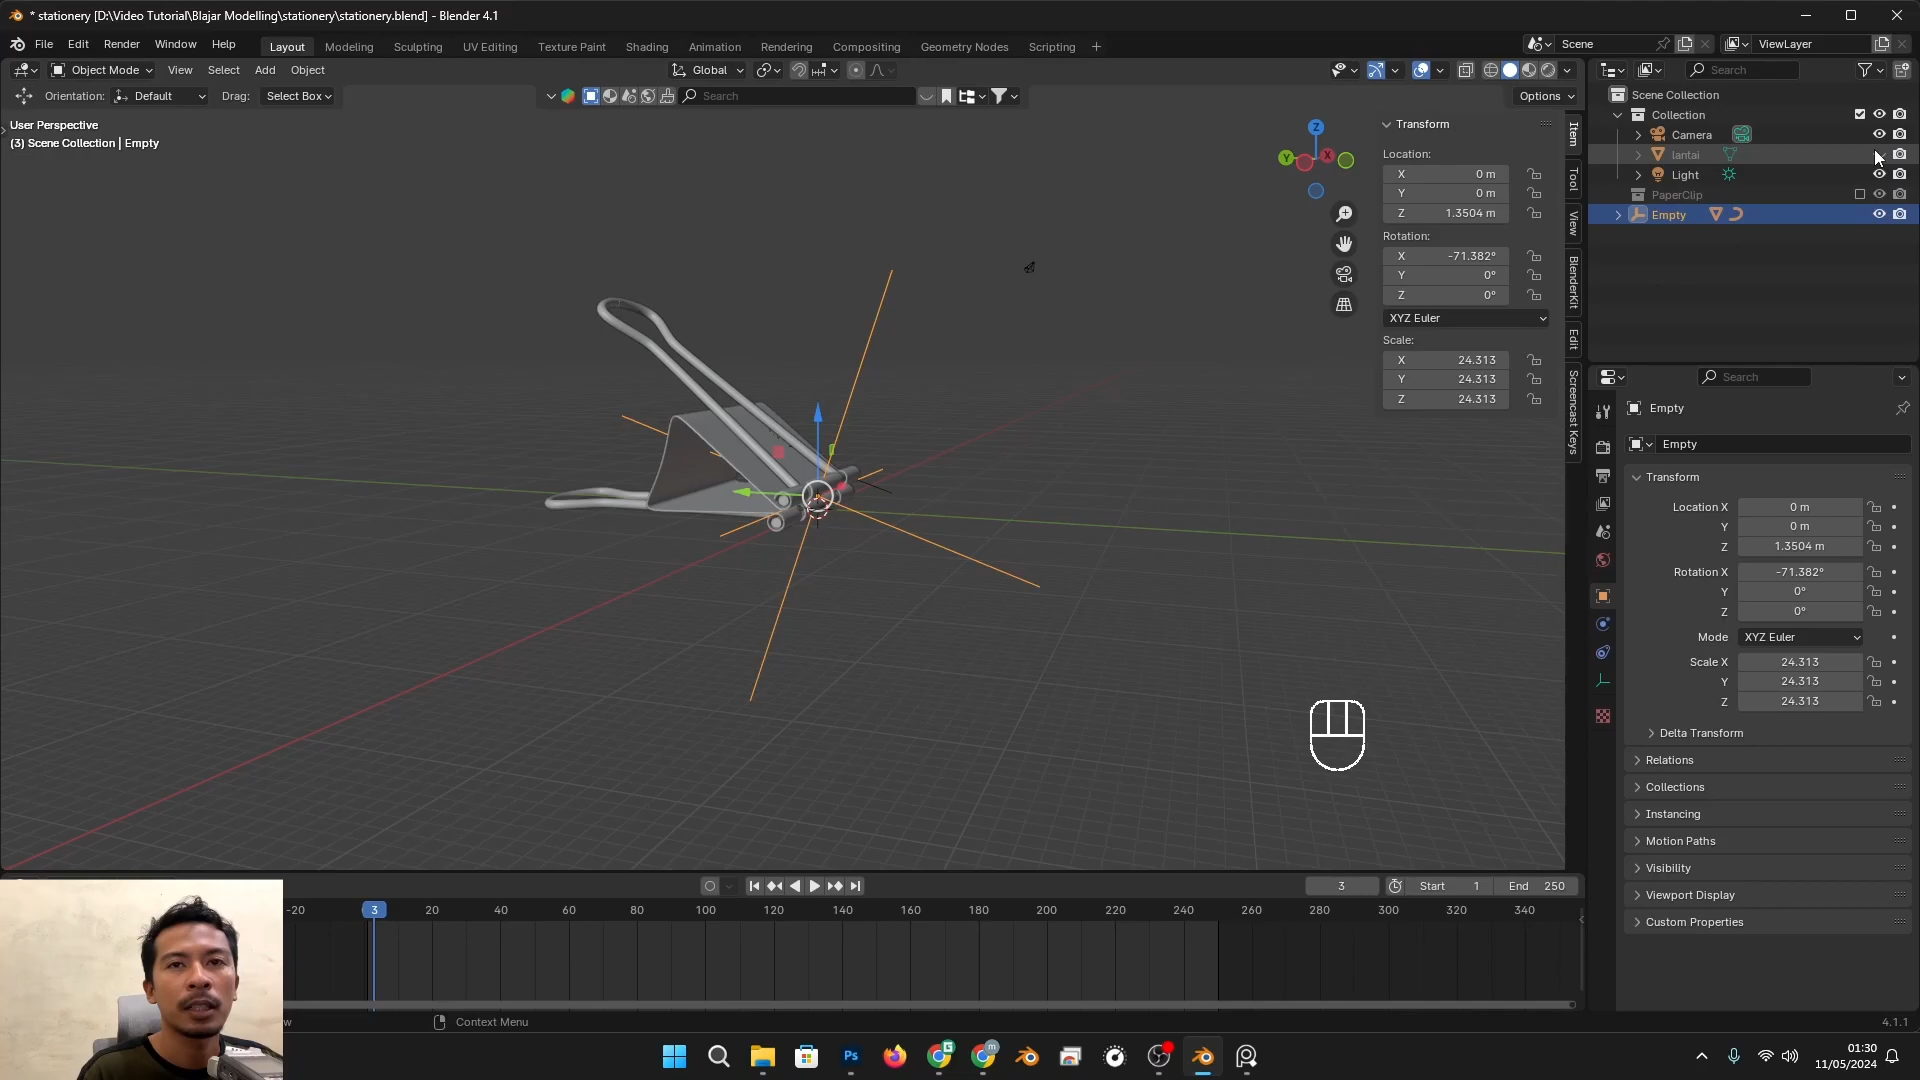 * stationery [D:\Video Tutorial\Blajar Modelling\stationery\stationery.blend] - Blender 4.1
File Edit Render Window Help
Layout Modeling Sculpting UV Editing Texture Paint Shading Animation Rendering Compositing Geometry Nodes Scripting
Scene
ViewLayer
Object Mode View Select Add Object
Global
Search
Orientation: Default Drag: Select Box
Search
Options
User Perspective
(3) Scene Collection | Empty
Z
Y
X
Transform
Location:
X 0 m
Y 0 m
Z 1.3504 m
Rotation:
X -71.382°
Y 0°
Z 0°
XYZ Euler
Scale:
X 24.313
Y 24.313
Z 24.313
Item
Tool
View
BlenderKit
Edit
Screencast Keys
Scene Collection
Collection
Camera
lantai
Light
PaperClip
Empty
Search
Empty
Empty
Transform
Location X 0 m
Y 0 m
Z 1.3504 m
Rotation X -71.382°
Y 0°
Z 0°
Mode XYZ Euler
Scale X 24.313
Y 24.313
Z 24.313
Delta Transform
Relations
Collections
Instancing
Motion Paths
Visibility
Viewport Display
Custom Properties
3
Start 1
End 250
-20 3 20 40 60 80 100 120 140 160 180 200 220 240 260 280 300 320 340
w
Context Menu
4.1.1
Ps
01:30
11/05/2024